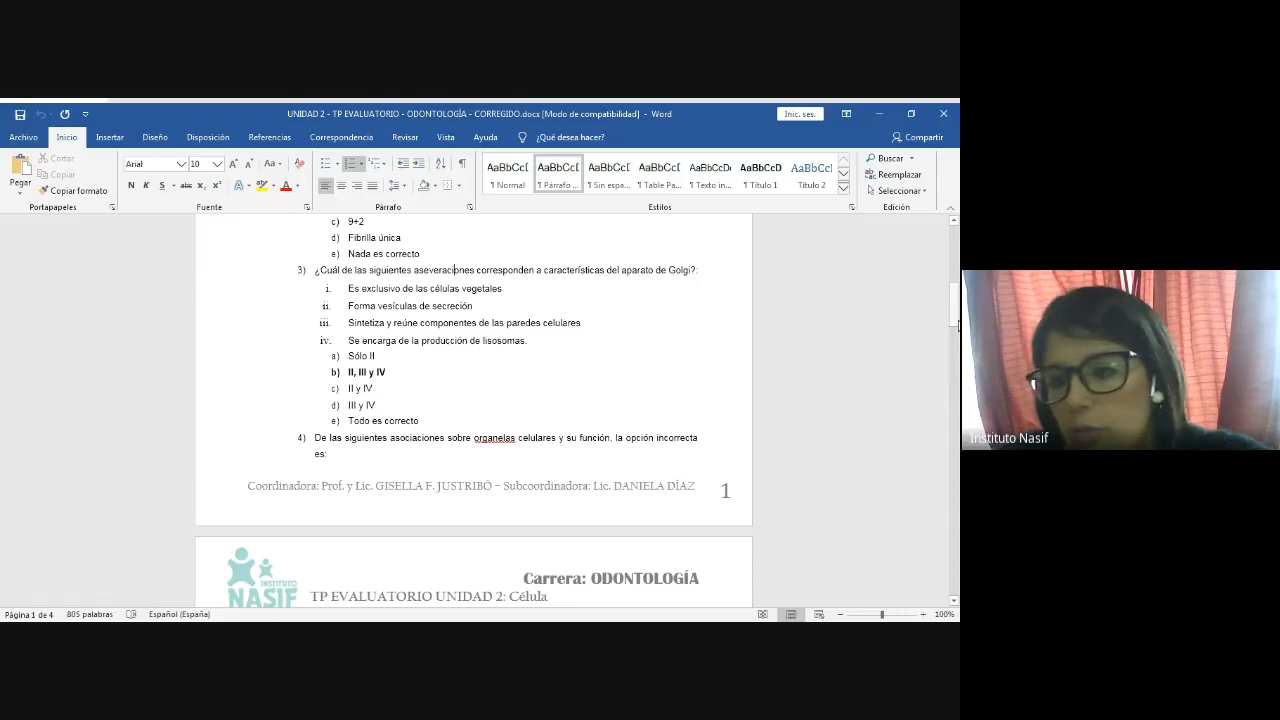 UNIDAD 2 - TP EVALUATORIO - ODONTOLOGÍA - CORREGIDO.docx [Modo de compatibilidad] - Word
Inic. ses.
Archivo Inicio Insertar Diseño Disposición Referencias Correspondencia Revisar Vista Ayuda ¿Qué desea hacer? Compartir
Pegar
Cortar
Copiar
Copiar formato
Portapapeles
Arial 10
Fuente
Párrafo
AaBbCc[ AaBbCc[ AaBbCc[ AaBbCc[ AaBbCcD AaBbCcD AaBbCcI
¶ Normal ¶ Párrafo ... ¶ Sin espa... ¶ Table Pa... ¶ Texto in... ¶ Título 1 Título 2
Estilos
Buscar
Reemplazar
Seleccionar
Edición
c) 9+2
d) Fibrilla única
e) Nada es correcto
3) ¿Cuál de las siguientes aseveraciones corresponden a características del aparato de Golgi?:
i. Es exclusivo de las células vegetales
ii. Forma vesículas de secreción
iii. Sintetiza y reúne componentes de las paredes celulares
iv. Se encarga de la producción de lisosomas.
a) Sólo II
b) II, III y IV
c) II y IV
d) III y IV
e) Todo es correcto
4) De las siguientes asociaciones sobre organelas celulares y su función, la opción incorrecta
es:
Coordinadora: Prof. y Lic. GISELLA F. JUSTRIBÓ – Subcoordinadora: Lic. DANIELA DÍAZ 1
INSTITUTO
NASIF
Carrera: ODONTOLOGÍA
TP EVALUATORIO UNIDAD 2: Célula
Página 1 de 4 805 palabras Español (España) 100%
Instituto Nasif